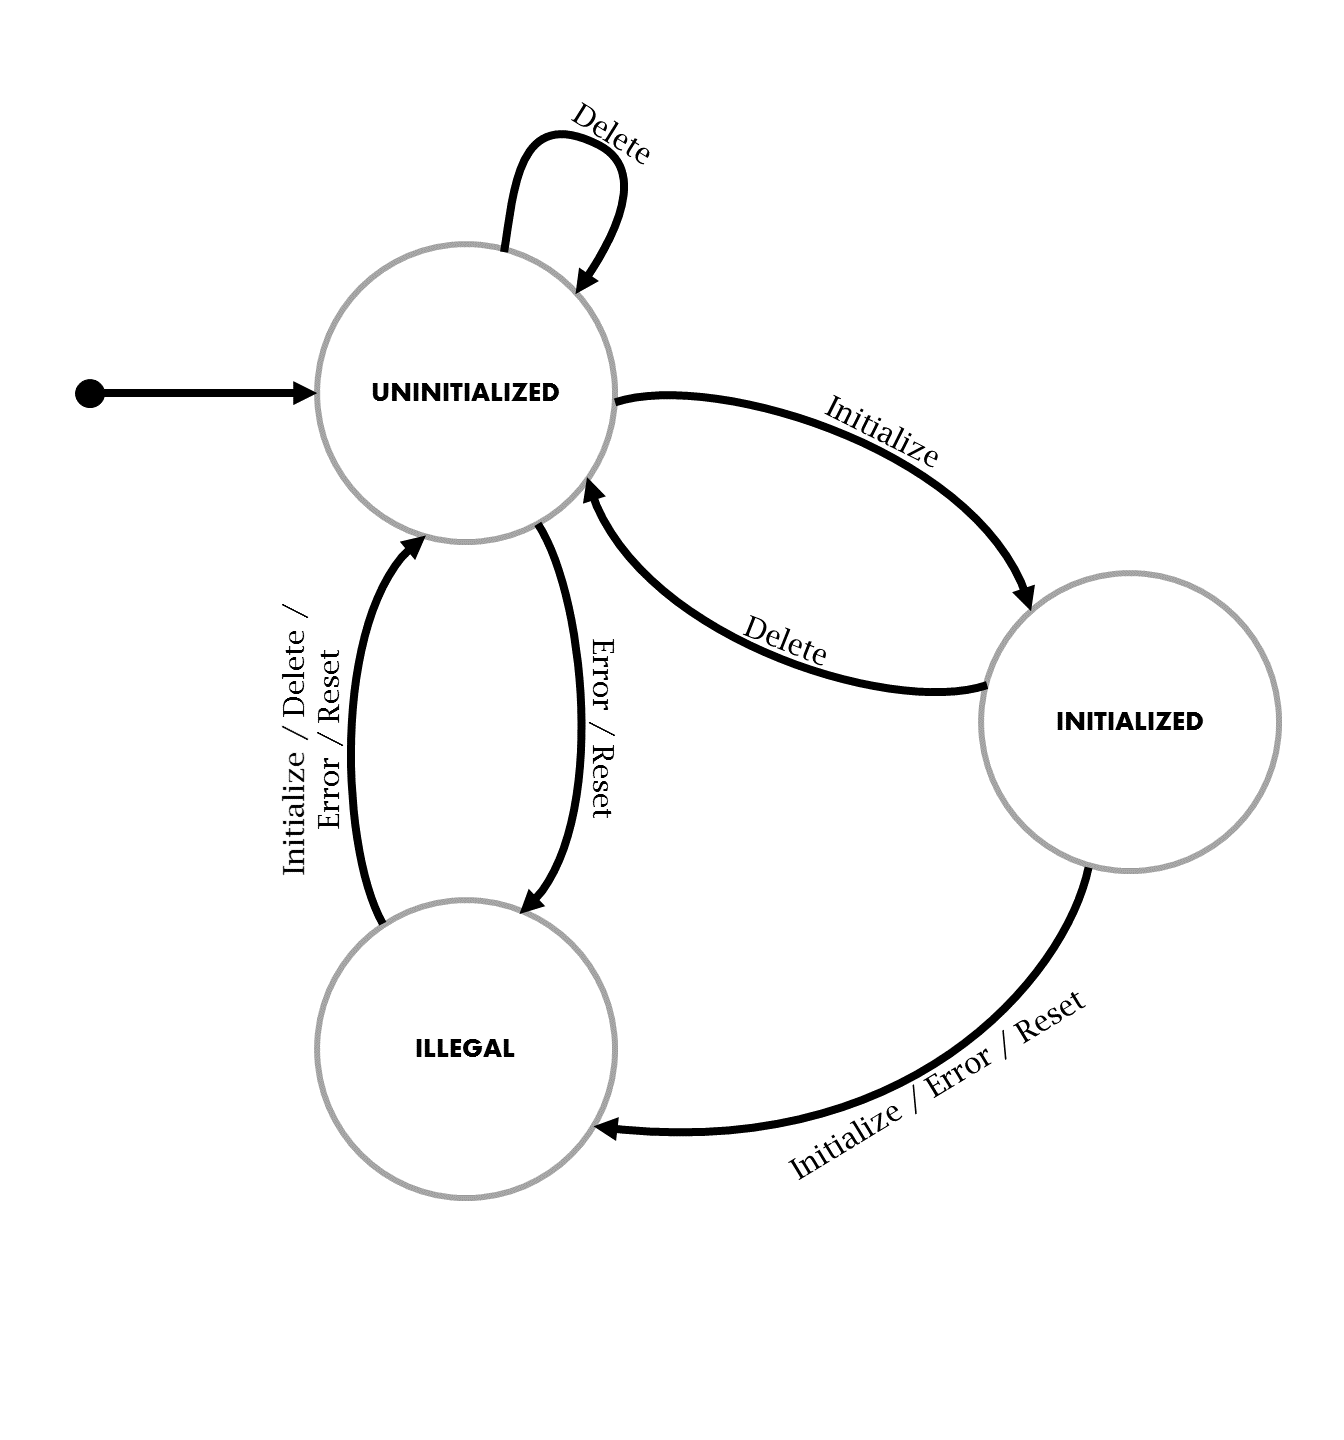 Delete
UNINITIALIZED
Initialize
Delete
Initialize / Delete /
Error / Reset
Error / Reset
INITIALIZED
ILLEGAL
Initialize / Error / Reset